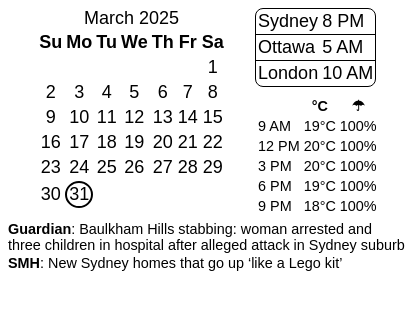 March 2025
Su Mo Tu We Th Fr Sa
1
2 3 4 5 6 7 8
9 10 11 12 13 14 15
16 17 18 19 20 21 22
23 24 25 26 27 28 29
30 31
Sydney 8 PM
Ottawa 5 AM
London 10 AM
°C ☂
9 AM 19°C 100%
12 PM 20°C 100%
3 PM 20°C 100%
6 PM 19°C 100%
9 PM 18°C 100%
Guardian: Baulkham Hills stabbing: woman arrested and
three children in hospital after alleged attack in Sydney suburb
SMH: New Sydney homes that go up ‘like a Lego kit’